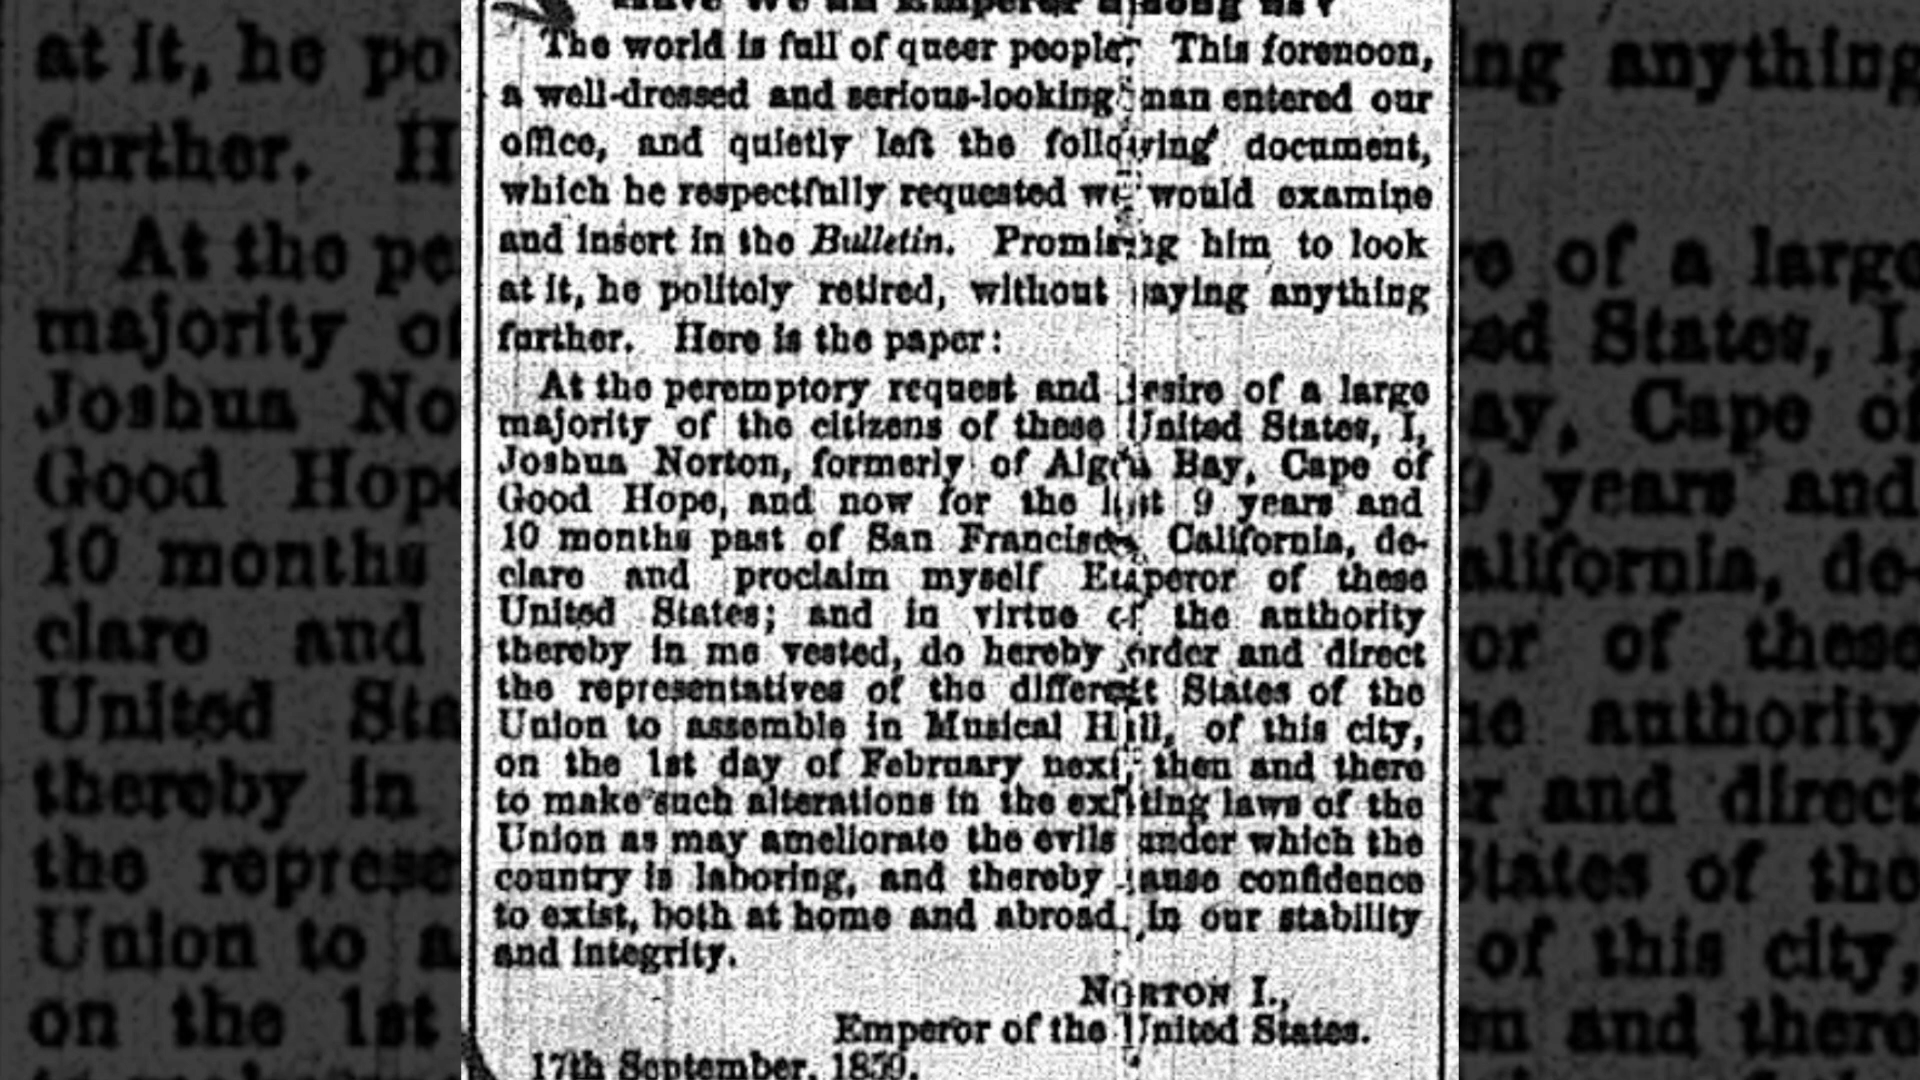 Have We an Emperor among us?
The world is full of queer people. This forenoon,
a well-dressed and serious-looking man entered our
office, and quietly left the following document,
which he respectfully requested we would examine
and insert in the Bulletin. Promising him to look
at it, he politely retired, without saying anything
further. Here is the paper:
At the peremptory request and desire of a large
majority of the citizens of these United States, I,
Joshua Norton, formerly of Algoa Bay, Cape of
Good Hope, and now for the last 9 years and
10 months past of San Francisco, California, de-
clare and proclaim myself Emperor of these
United States; and in virtue of the authority
thereby in me vested, do hereby order and direct
the representatives of the different States of the
Union to assemble in Musical Hall, of this city,
on the 1st day of February next, then and there
to make such alterations in the existing laws of the
Union as may ameliorate the evils under which the
country is laboring, and thereby cause confidence
to exist, both at home and abroad, in our stability
and integrity.
NORTON I.,
Emperor of the United States.
17th September, 1859.